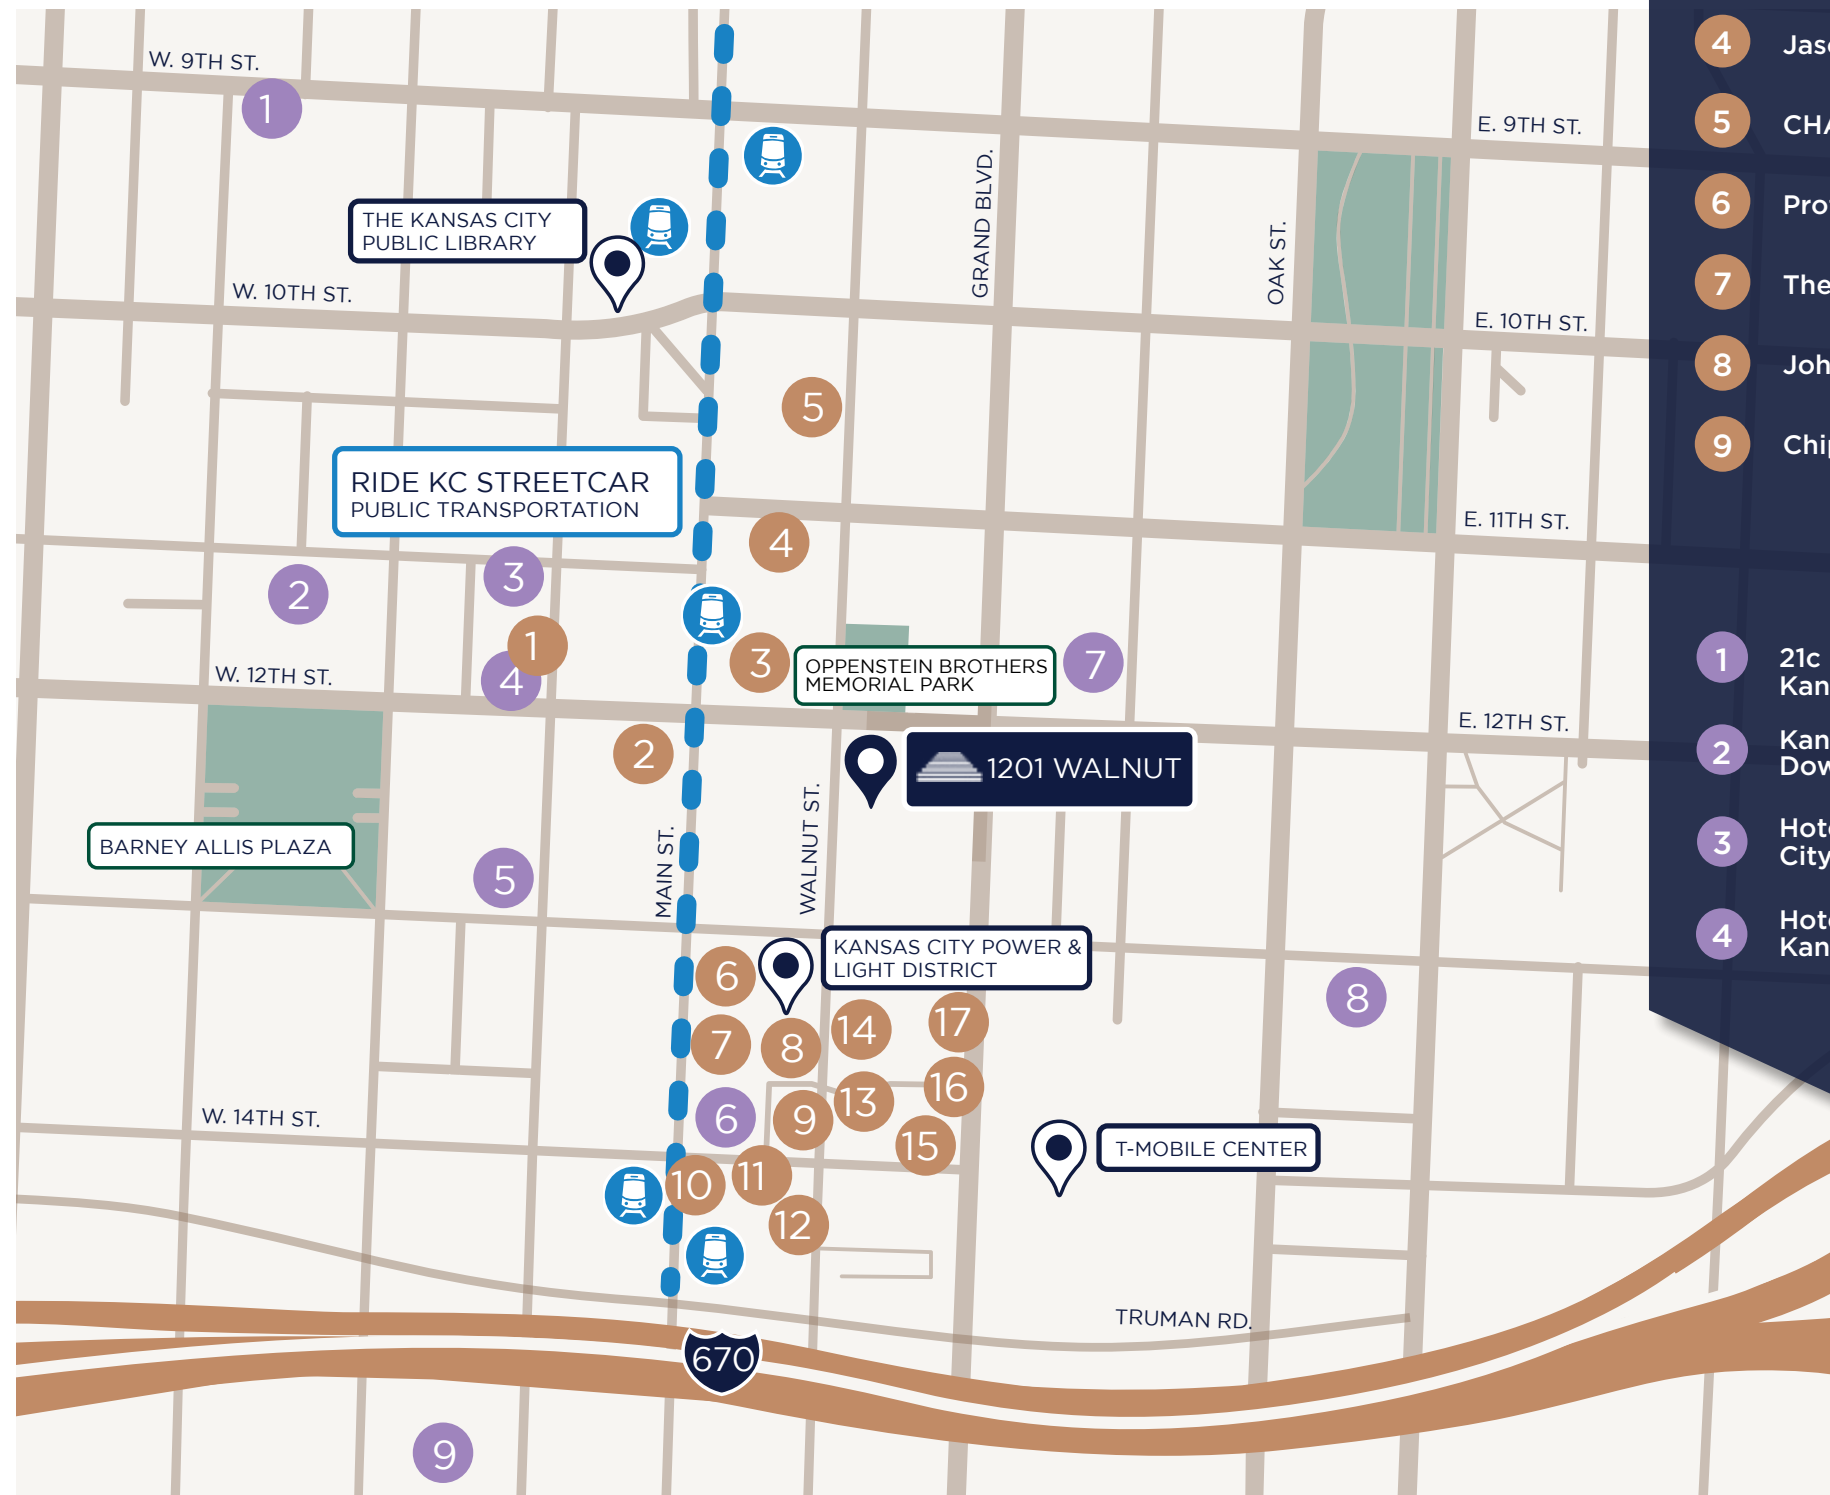 W. 9TH ST.
1
E. 9TH ST.
GRAND BLVD.
THE KANSAS CITY
PUBLIC LIBRARY
OAK ST.
W. 10TH ST.
E. 10TH ST.
5
RIDE KC STREETCAR
PUBLIC TRANSPORTATION
E. 11TH ST.
4
3
2
1
4
3
OPPENSTEIN BROTHERS
MEMORIAL PARK
7
W. 12TH ST.
E. 12TH ST.
2
1201 WALNUT
WALNUT ST.
MAIN ST.
BARNEY ALLIS PLAZA
5
KANSAS CITY POWER &
LIGHT DISTRICT
6
8
7
8
14
17
6
9
13
16
15
W. 14TH ST.
T-MOBILE CENTER
10
11
12
TRUMAN RD.
670
9
4
5
6
7 The
8
9
1 21c
2
3
4